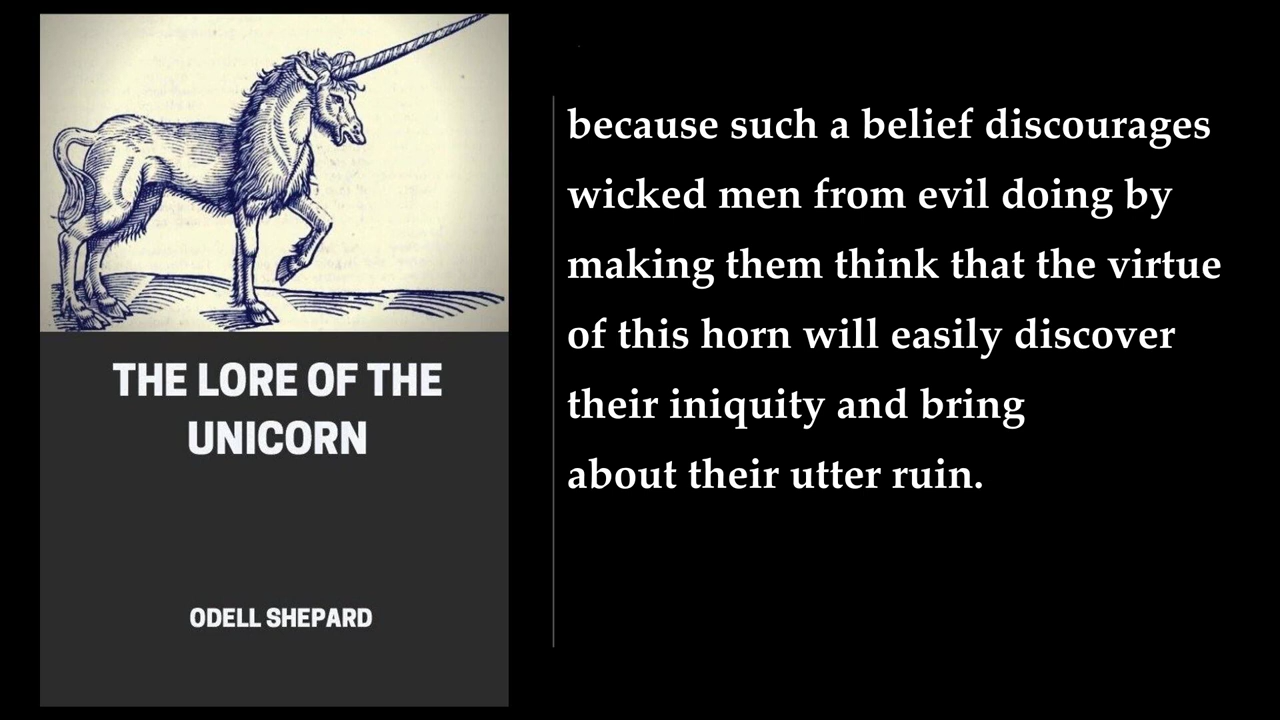 THE LORE OF THE
UNICORN
ODELL SHEPARD
because such a belief discourages
wicked men from evil doing by
making them think that the virtue
of this horn will easily discover
their iniquity and bring
about their utter ruin.